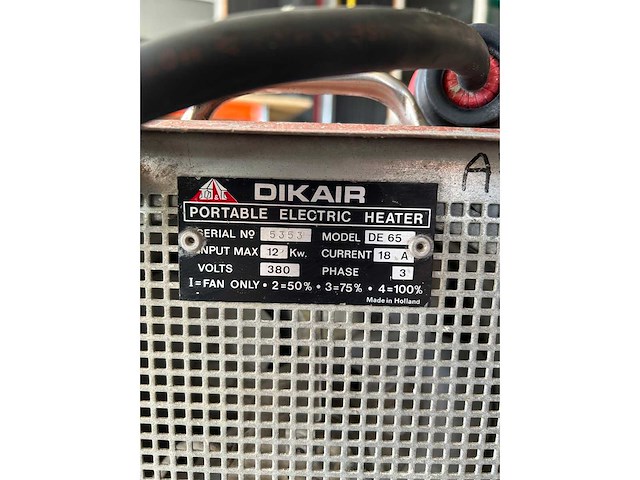 A
DIKAIR
PORTABLE ELECTRIC HEATER
SERIAL Nº 5353 MODEL DE 65
INPUT MAX 12 Kw. CURRENT 18 A
VOLTS 380 PHASE 3
I=FAN ONLY • 2=50% • 3=75% • 4=100%
Made in Holland